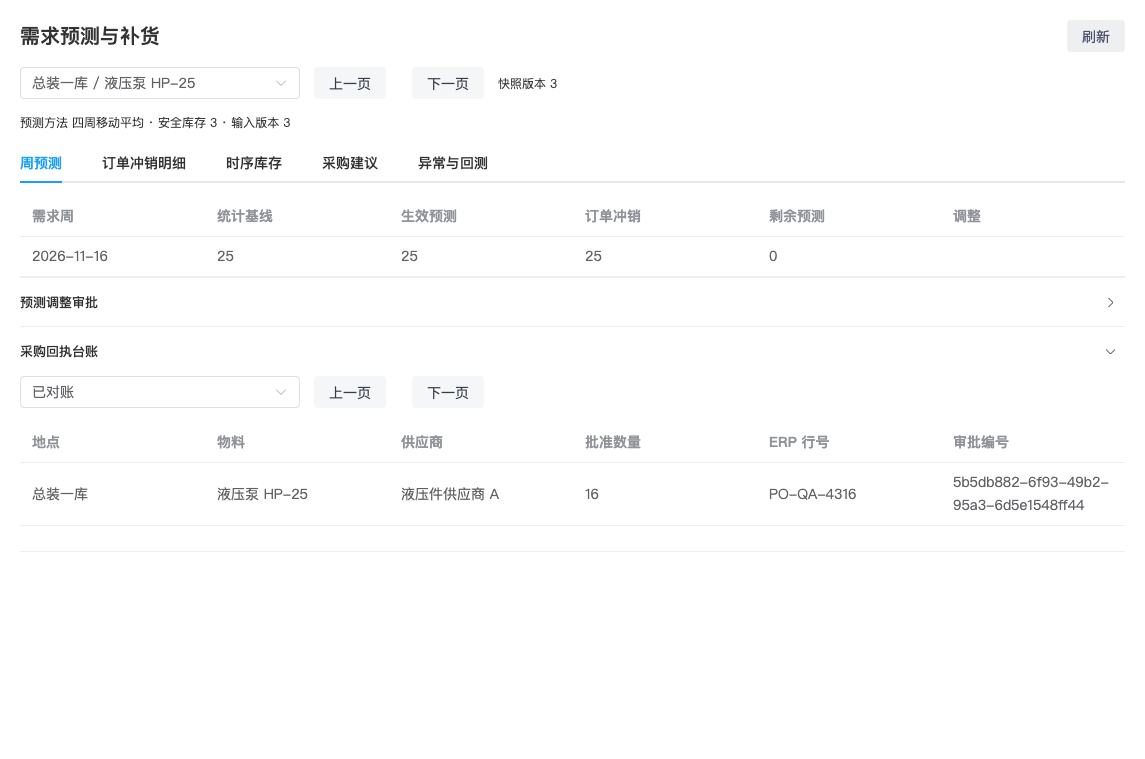 需求预测与补货
刷新
总装一库 / 液压泵 HP-25
上一页
下一页
快照版本 3
预测方法 四周移动平均 · 安全库存 3 · 输入版本 3
周预测
订单冲销明细
时序库存
采购建议
异常与回测
需求周 统计基线 生效预测 订单冲销 剩余预测 调整
2026-11-16 25 25 25 0
预测调整审批
采购回执台账
已对账
上一页
下一页
地点 物料 供应商 批准数量 ERP 行号 审批编号
总装一库 液压泵 HP-25 液压件供应商 A 16 PO-QA-4316 5b5db882-6f93-49b2-
95a3-6d5e1548ff44